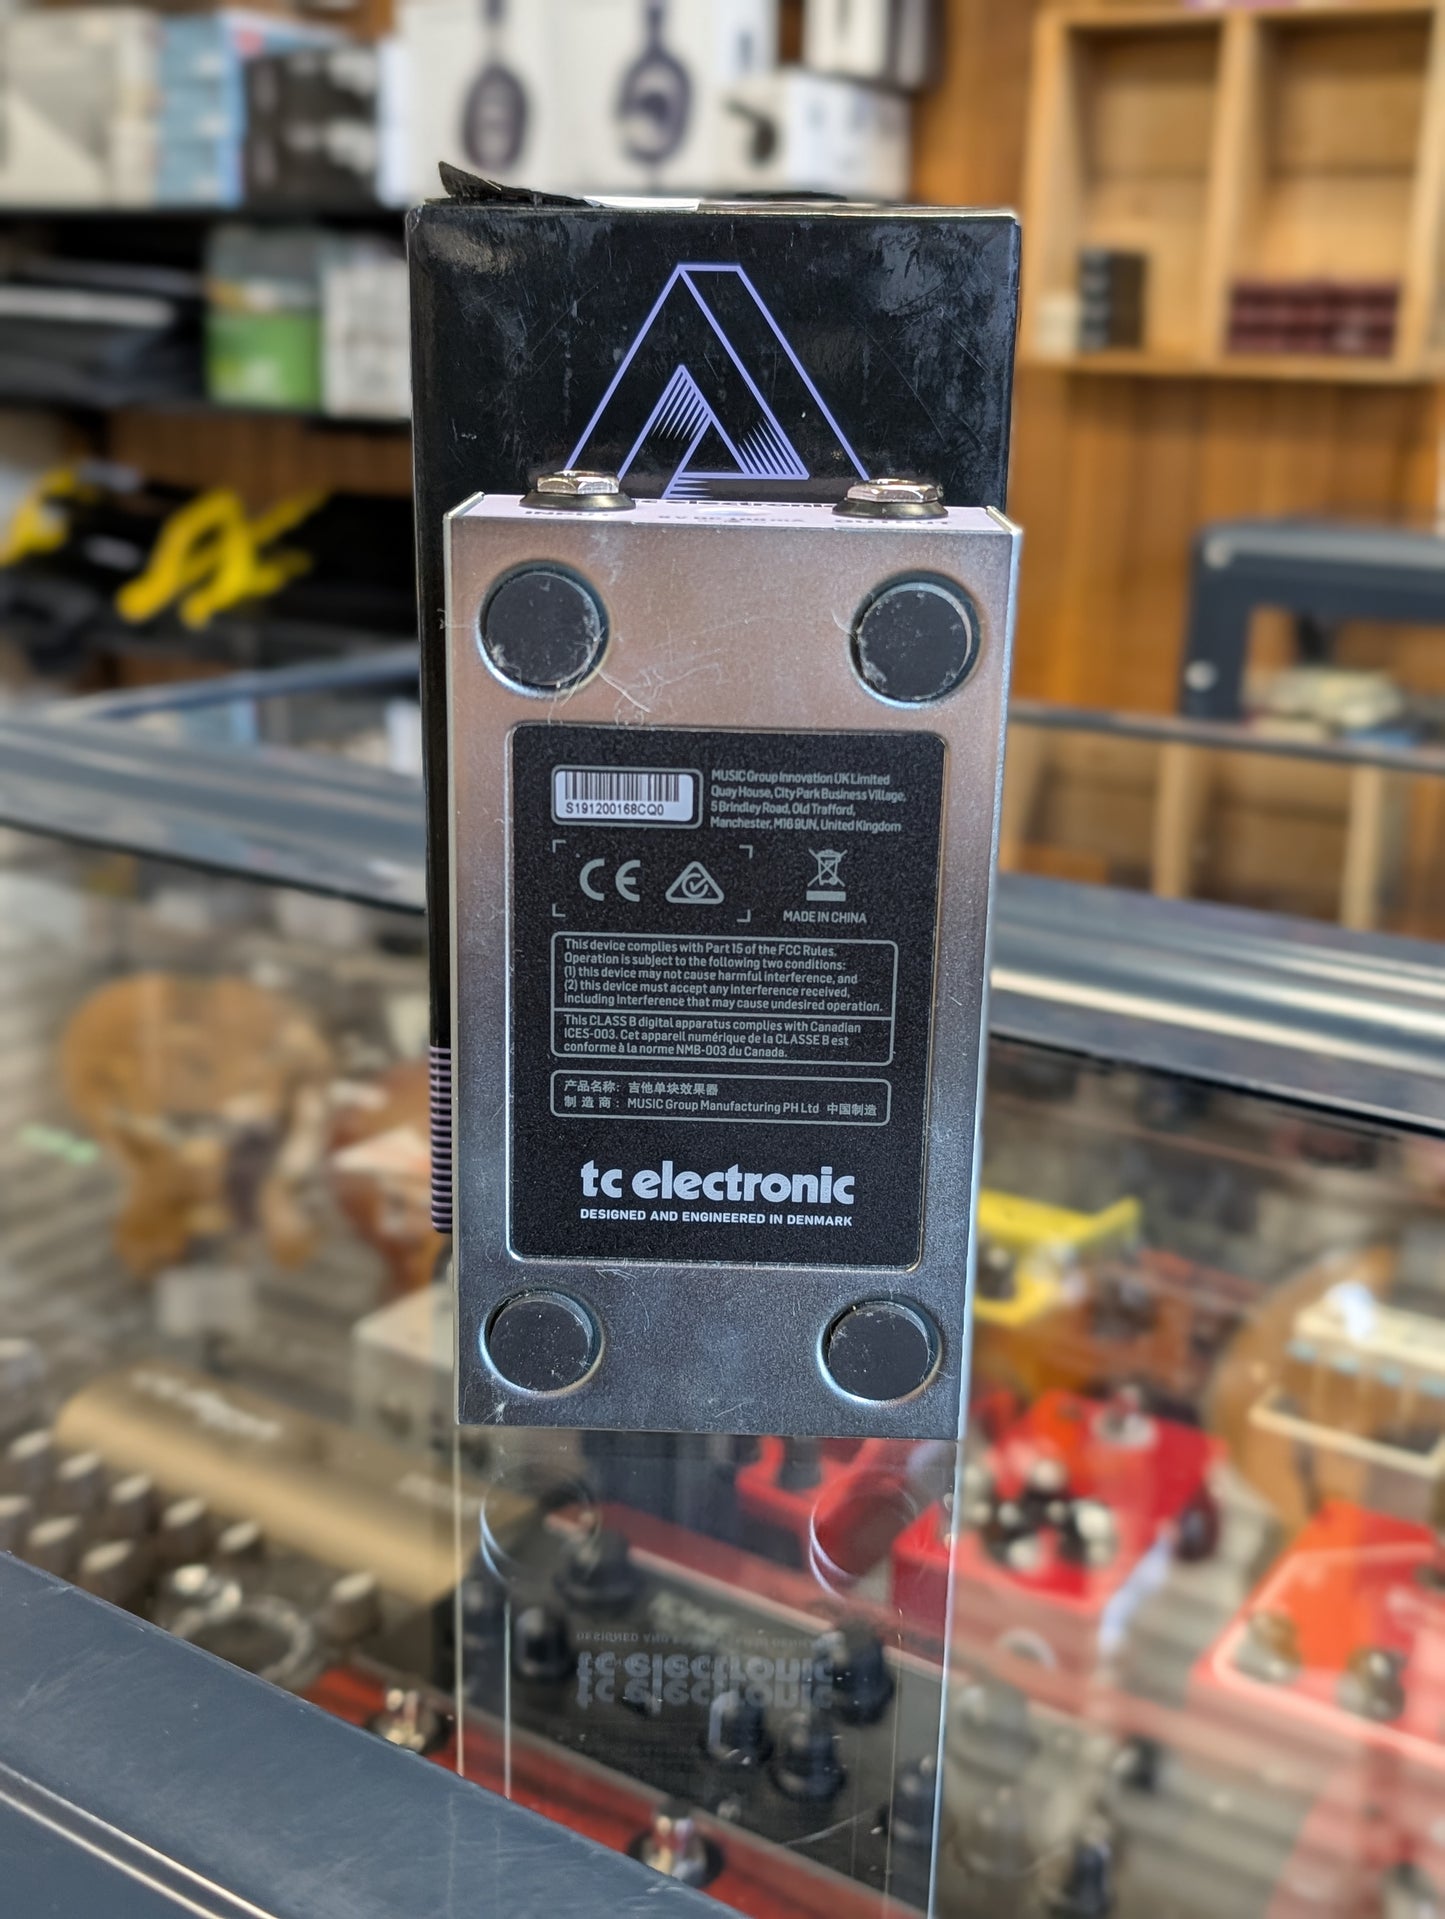 INPUT
tc electronic
OUTPUT
S191200168CQ0
MUSIC Group Innovation UK Limited
Quay House, City Park Business Village,
5 Brindley Road, Old Trafford,
Manchester, M16 9UN, United Kingdom
CE
MADE IN CHINA
This device complies with Part 15 of the FCC Rules.
Operation is subject to the following two conditions:
(1) this device may not cause harmful interference, and
(2) this device must accept any interference received,
including interference that may cause undesired operation.
This CLASS B digital apparatus complies with Canadian
ICES-003. Cet appareil numérique de la CLASSE B est
conforme à la norme NMB-003 du Canada.
产品名称：吉他单块效果器
制 造 商：MUSIC Group Manufacturing PH Ltd 中国制造
tc electronic
DESIGNED AND ENGINEERED IN DENMARK